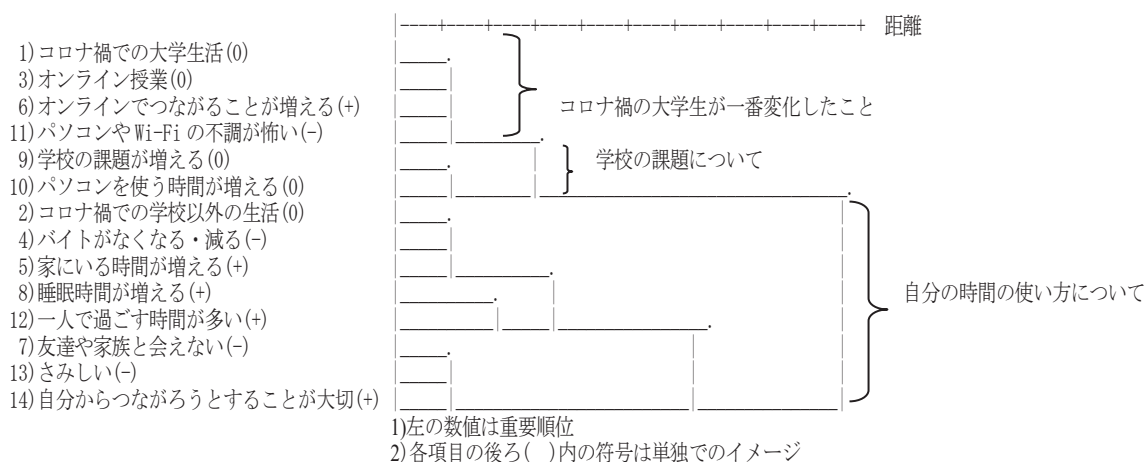 距離
1)コロナ禍での大学生活(0)
3)オンライン授業(0)
6)オンラインでつながることが増える(+)
コロナ禍の大学生が一番変化したこと
11)パソコンやWi-Fiの不調が怖い(-)
9)学校の課題が増える(0)
学校の課題について
10)パソコンを使う時間が増える(0)
2)コロナ禍での学校以外の生活(0)
4)バイトがなくなる・減る(-)
5)家にいる時間が増える(+)
8)睡眠時間が増える(+)
自分の時間の使い方について
12)一人で過ごす時間が多い(+)
7)友達や家族と会えない(-)
13)さみしい(-)
14)自分からつながろうとすることが大切(+)
1)左の数値は重要順位
2)各項目の後ろ( )内の符号は単独でのイメージ